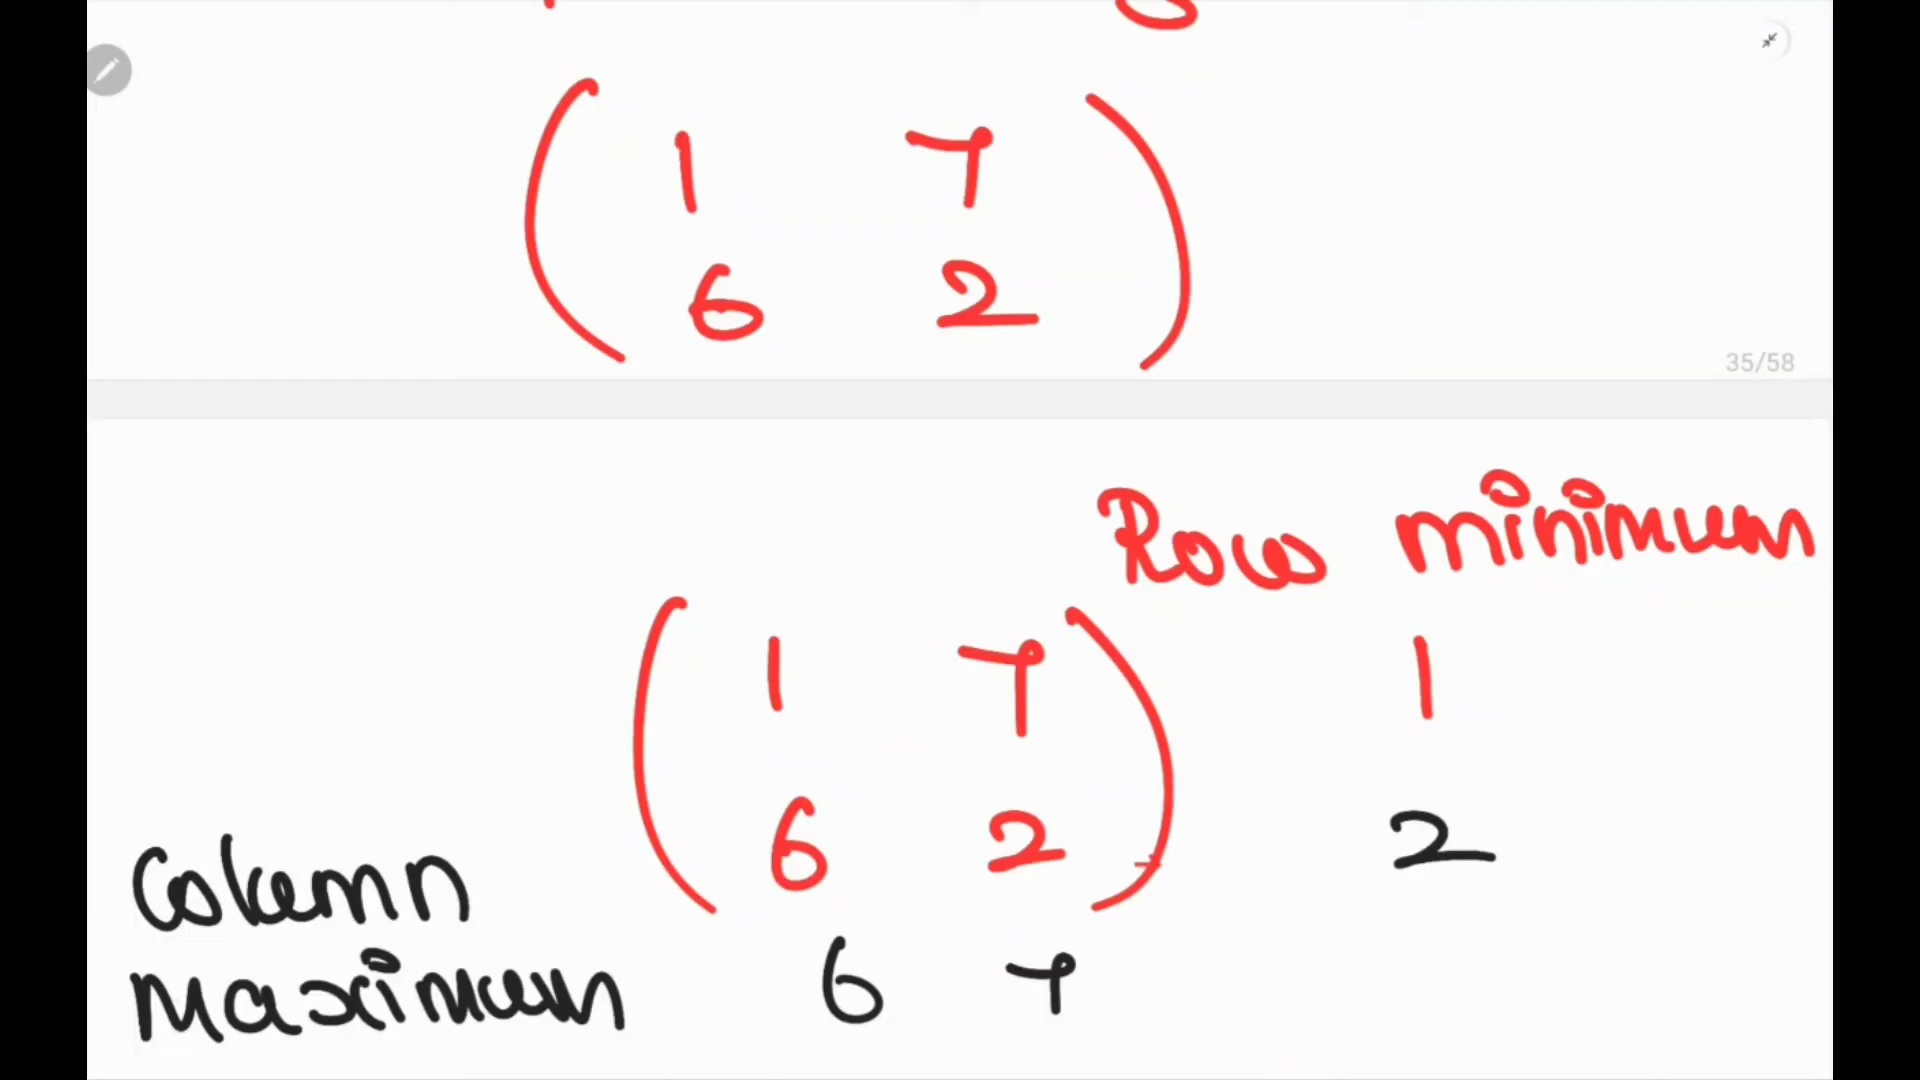 1 7
6 2
35/58
Row minimum
1 7 1
6 2 2
Column
Maximum 6 7